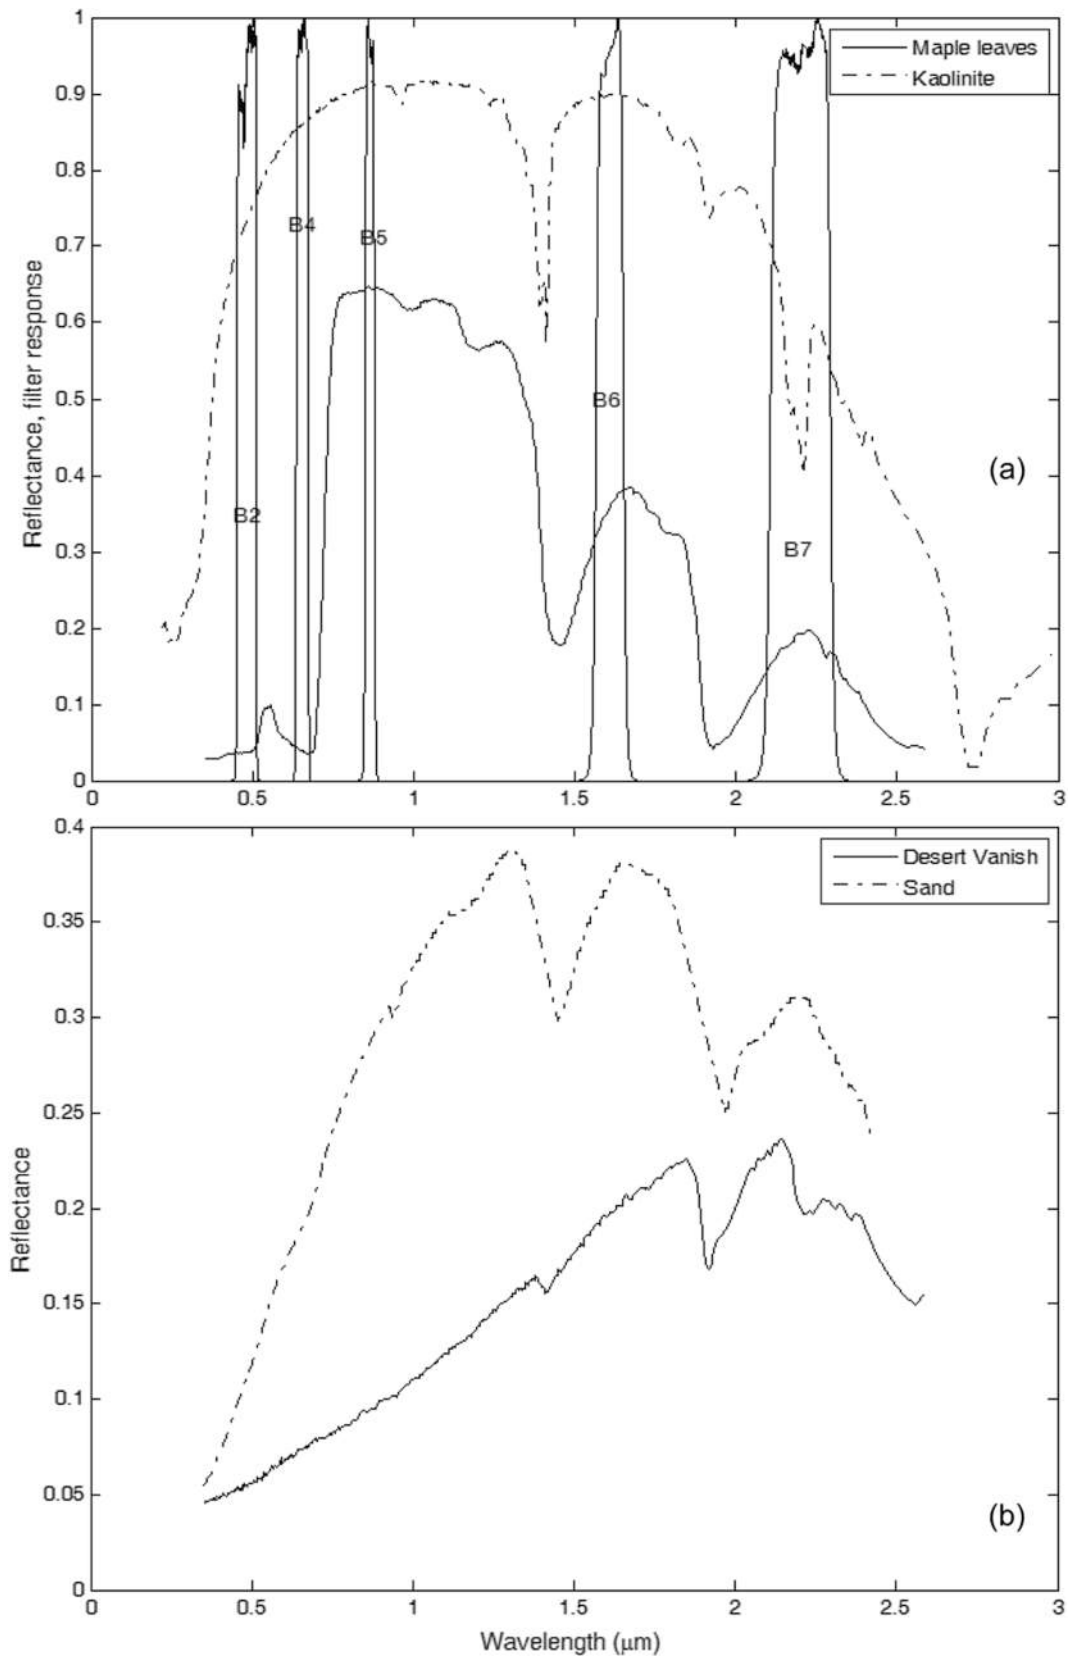 1
0.9
0.8
0.7
0.6
0.5
0.4
0.3
0.2
0.1
0
Reflectance, filter response
Maple leaves
Kaolinite
B4
B5
B6
(a)
B2
B7
0 0.5 1 1.5 2 2.5 3
0.4
0.35
0.3
0.25
0.2
0.15
0.1
0.05
0
Reflectance
Desert Vanish
Sand
(b)
0 0.5 1 1.5 2 2.5 3
Wavelength (μm)